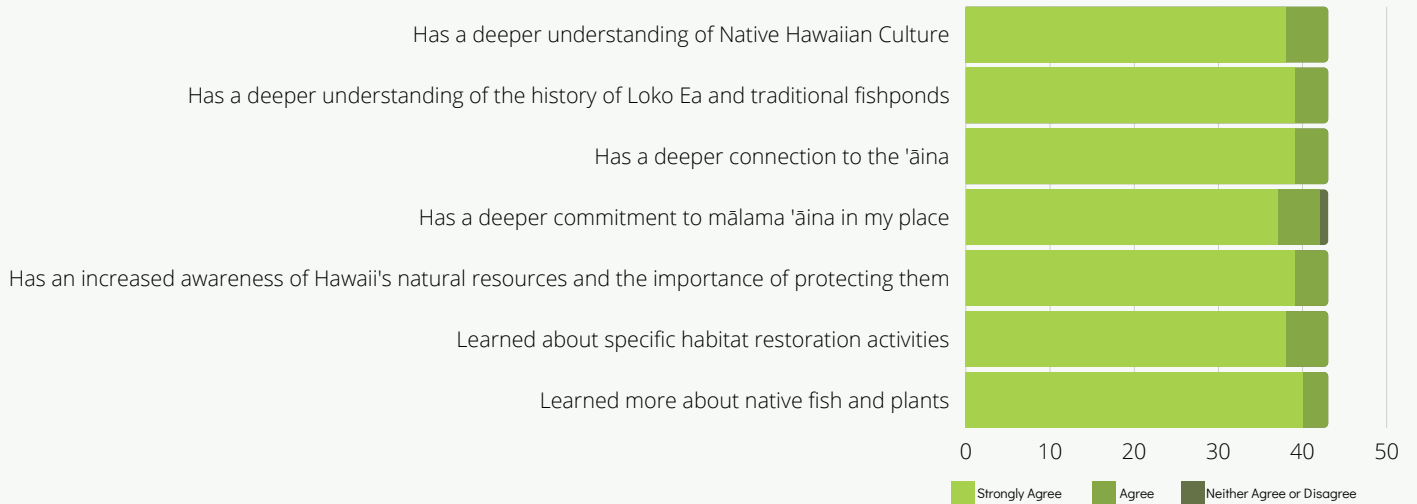 Has a deeper understanding of Native Hawaiian Culture
Has a deeper understanding of the history of Loko Ea and traditional fishponds
Has a deeper connection to the 'āina
Has a deeper commitment to mālama 'āina in my place
Has an increased awareness of Hawaii's natural resources and the importance of protecting them
Learned about specific habitat restoration activities
Learned more about native fish and plants
0 10 20 30 40 50
Strongly Agree Agree Neither Agree or Disagree